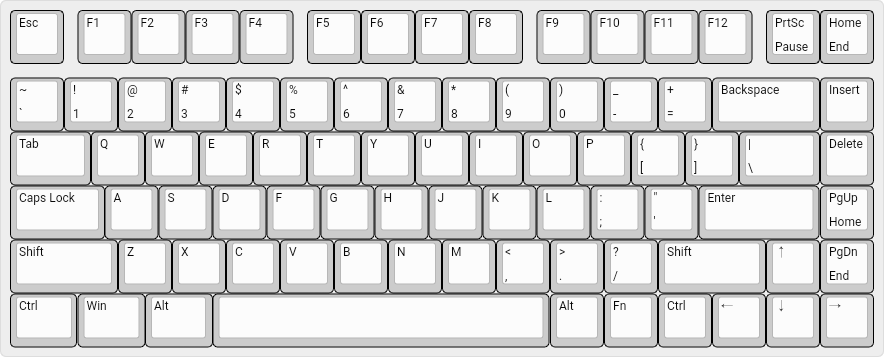 Esc F1 F2 F3 F4 F5 F6 F7 F8 F9 F10 F11 F12 PrtSc Home
Pause End
~ ! @ # $ % ^ & * ( ) _ + Backspace Insert
` 1 2 3 4 5 6 7 8 9 0 - =
Tab Q W E R T Y U I O P { } | Delete
[ ] \
Caps Lock A S D F G H J K L : " Enter PgUp
; ' Home
Shift Z X C V B N M < > ? Shift ↑ PgDn
, . / End
Ctrl Win Alt Alt Fn Ctrl ← ↓ →